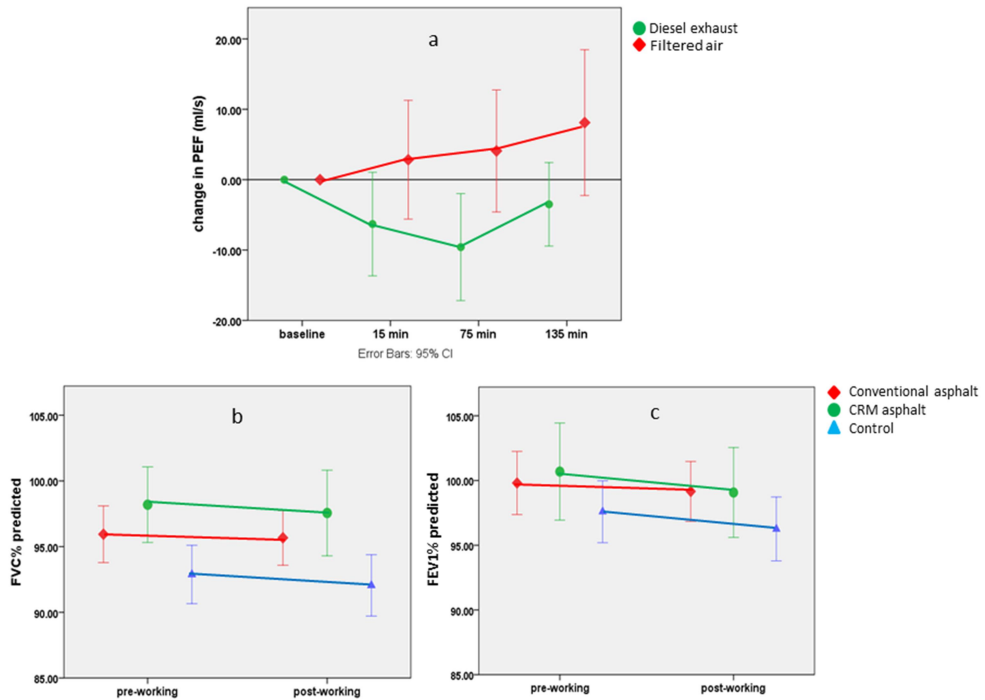 a
Diesel exhaust
Filtered air
change in PEF (ml/s)
20.00
10.00
0.00
-10.00
-20.00
baseline 15 min 75 min 135 min
Error Bars: 95% CI
b
FVC% predicted
105.00
100.00
95.00
90.00
85.00
pre-working post-working
c
FEV1% predicted
105.00
100.00
95.00
90.00
85.00
pre-working post-working
Conventional asphalt
CRM asphalt
Control